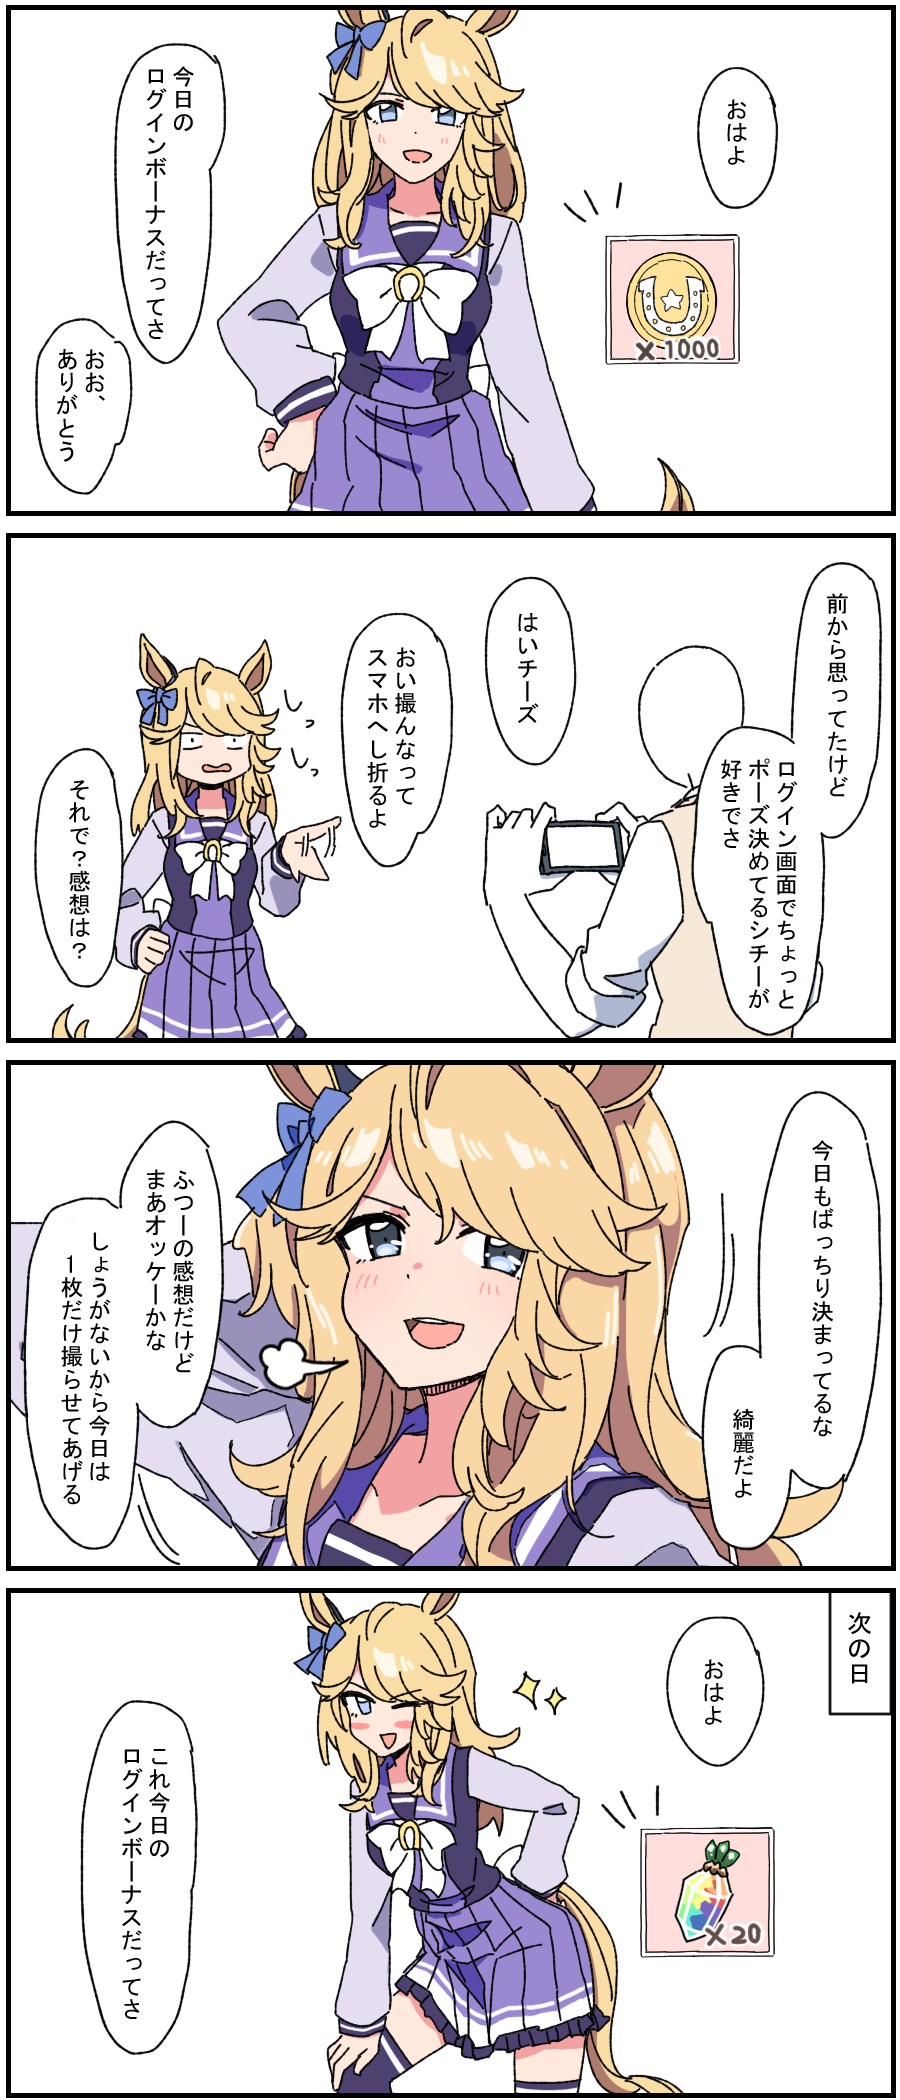 おはよ
今日の
ログインボーナスだってさ
×1000
おお、
ありがとう
前から思ってたけど
ログイン画面でちょっと
ポーズ決めてるシチーが
好きでさ
はいチーズ
おい撮んなって
スマホへし折るよ
しっ
しっ
それで？感想は？
今日もばっちり決まってるな
綺麗だよ
ふつーの感想だけど
まあオッケーかな
しょうがないから今日は
1枚だけ撮らせてあげる
次の日
おはよ
これ今日の
ログインボーナスだってさ
×20